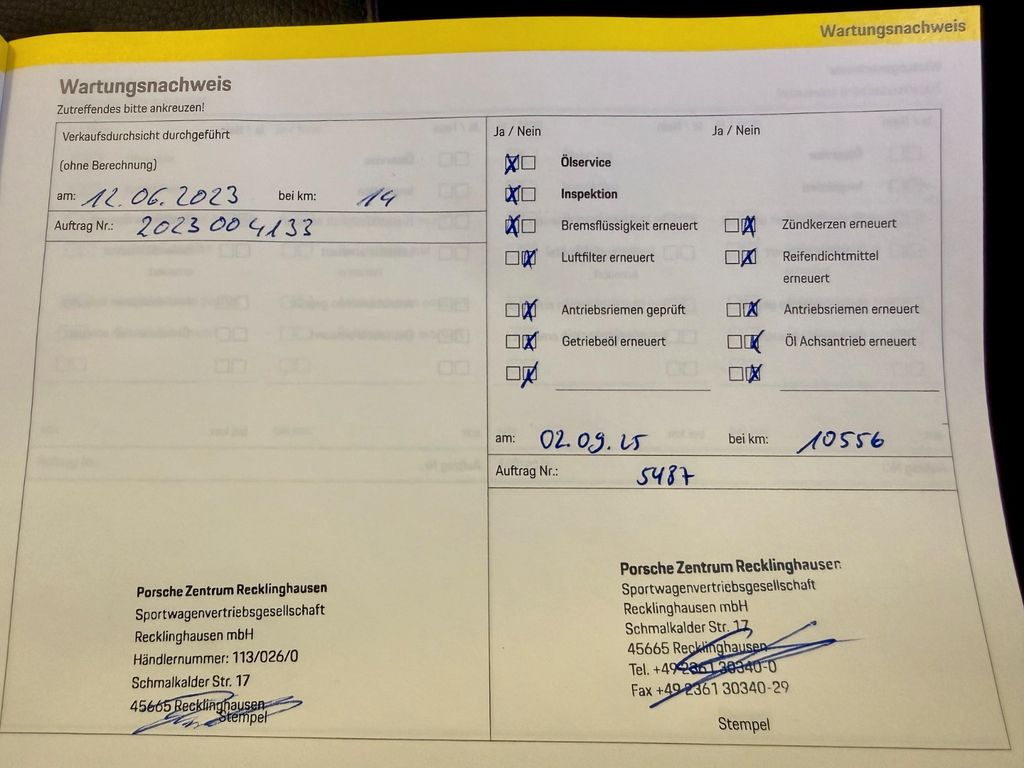 Wartungsnachweis
Wartungsnachweis
Zutreffendes bitte ankreuzen!
Verkaufsdurchsicht durchgeführt
(ohne Berechnung)
am: 12.06.2023 bei km: 14
Auftrag Nr.: 2023 00 4133
Porsche Zentrum Recklinghausen
Sportwagenvertriebsgesellschaft
Recklinghausen mbH
Händlernummer: 113/026/0
Schmalkalder Str. 17
45665 Recklinghausen
Stempel
Ja / Nein Ja / Nein
Ölservice
Inspektion
Bremsflüssigkeit erneuert Zündkerzen erneuert
Luftfilter erneuert Reifendichtmittel
erneuert
Antriebsriemen geprüft Antriebsriemen erneuert
Getriebeöl erneuert Öl Achsantrieb erneuert
am: 02.09.25 bei km: 10556
Auftrag Nr.: 5487
Porsche Zentrum Recklinghausen
Sportwagenvertriebsgesellschaft
Recklinghausen mbH
Schmalkalder Str. 17
45665 Recklinghausen
Tel. +49 2361 30340-0
Fax +49 2361 30340-29
Stempel